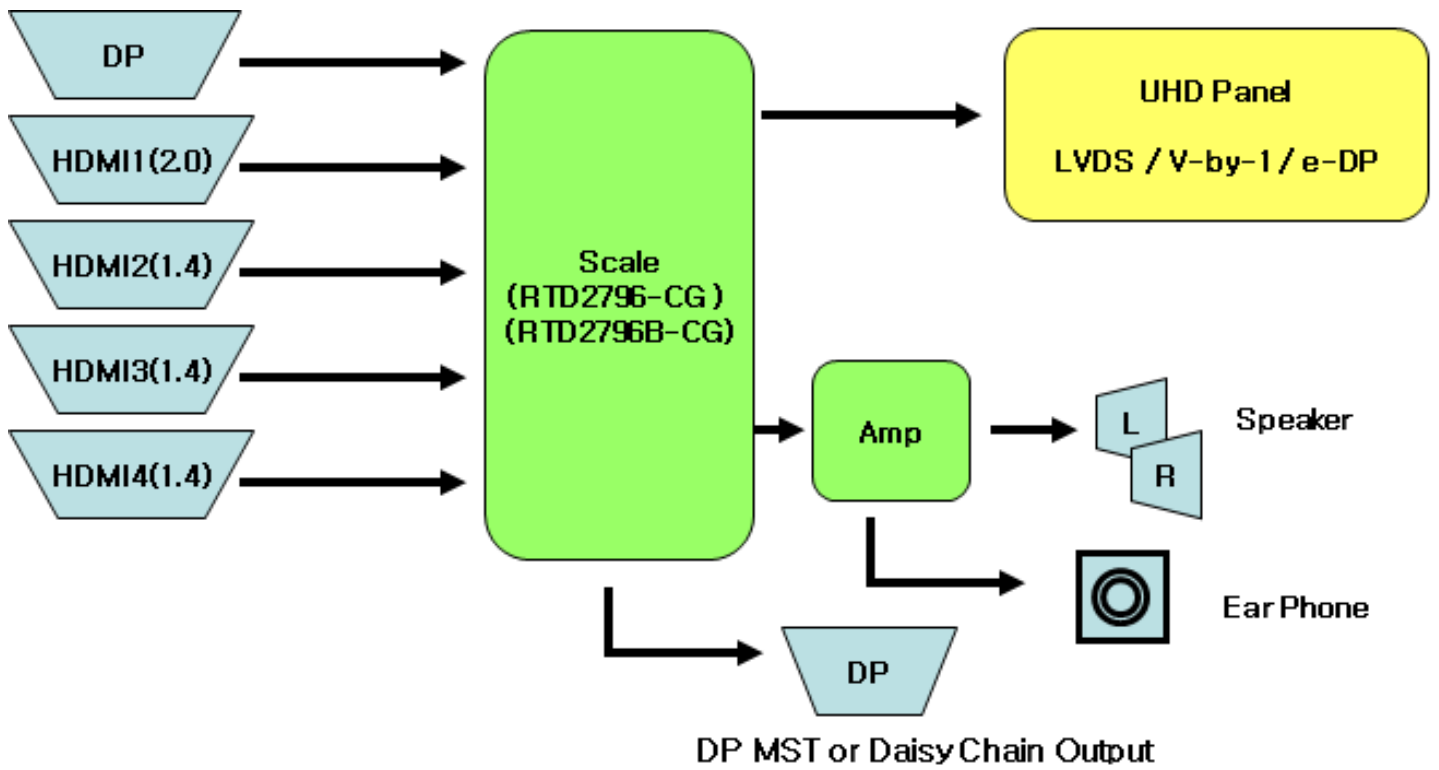 DP
HDMI1(2.0)
HDMI2(1.4)
HDMI3(1.4)
HDMI4(1.4)
Scale
(RTD2796-CG )
(RTD2796B-CG)
UHD Panel
LVDS / V-by-1 / e-DP
Amp
L
R
Speaker
Ear Phone
DP
DP MST or Daisy Chain Output